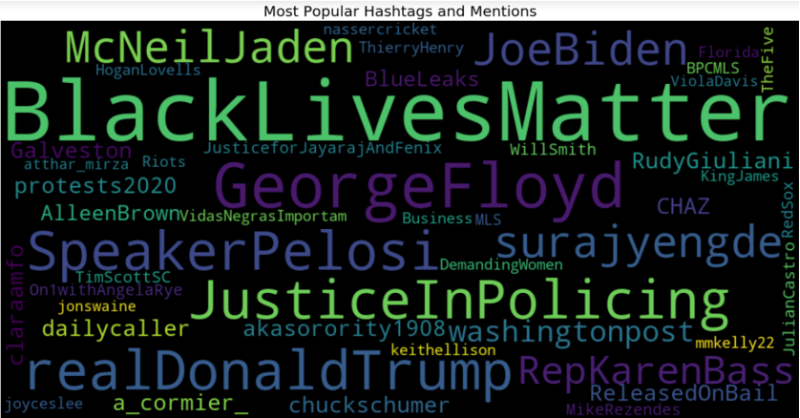 Most Popular Hashtags and Mentions
nassercricket
McNeilJaden
ThierryHenry
JoeBiden
Florida
TheFive
HoganLovells
BlueLeaks
BPCMLS
ViolaDavis
BlackLivesMatter
Galveston
JusticeforJayarajAndFenix
WillSmith
atthar_mirza
Riots
GeorgeFloyd
RudyGiuliani
KingJames
protests2020
AlleenBrown
VidasNegrasImportam
Business
MLS
CHAZ
RedSox
SpeakerPelosi
surajyengde
claraamfo
TimScottSC
DemandingWomen
JulianCastro
On1withAngelaRye
JusticeInPolicing
jonswaine
dailycaller
akasorority1908
washingtonpost
mmkelly22
keithellison
realDonaldTrump
RepKarenBass
ReleasedOnBail
joyceslee
a_cormier_
chuckschumer
MikeRezendes